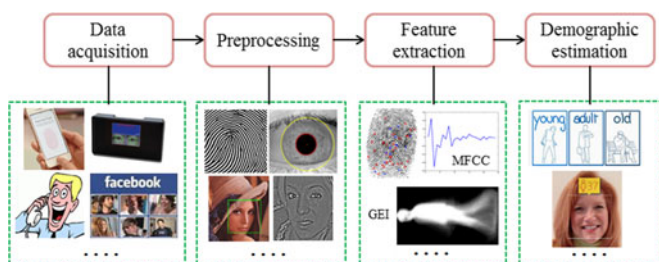 Data
acquisition
Preprocessing
Feature
extraction
Demographic
estimation
facebook
MFCC
GEI
young
adult
old
. . . .
. . . .
. . . .
. . . .